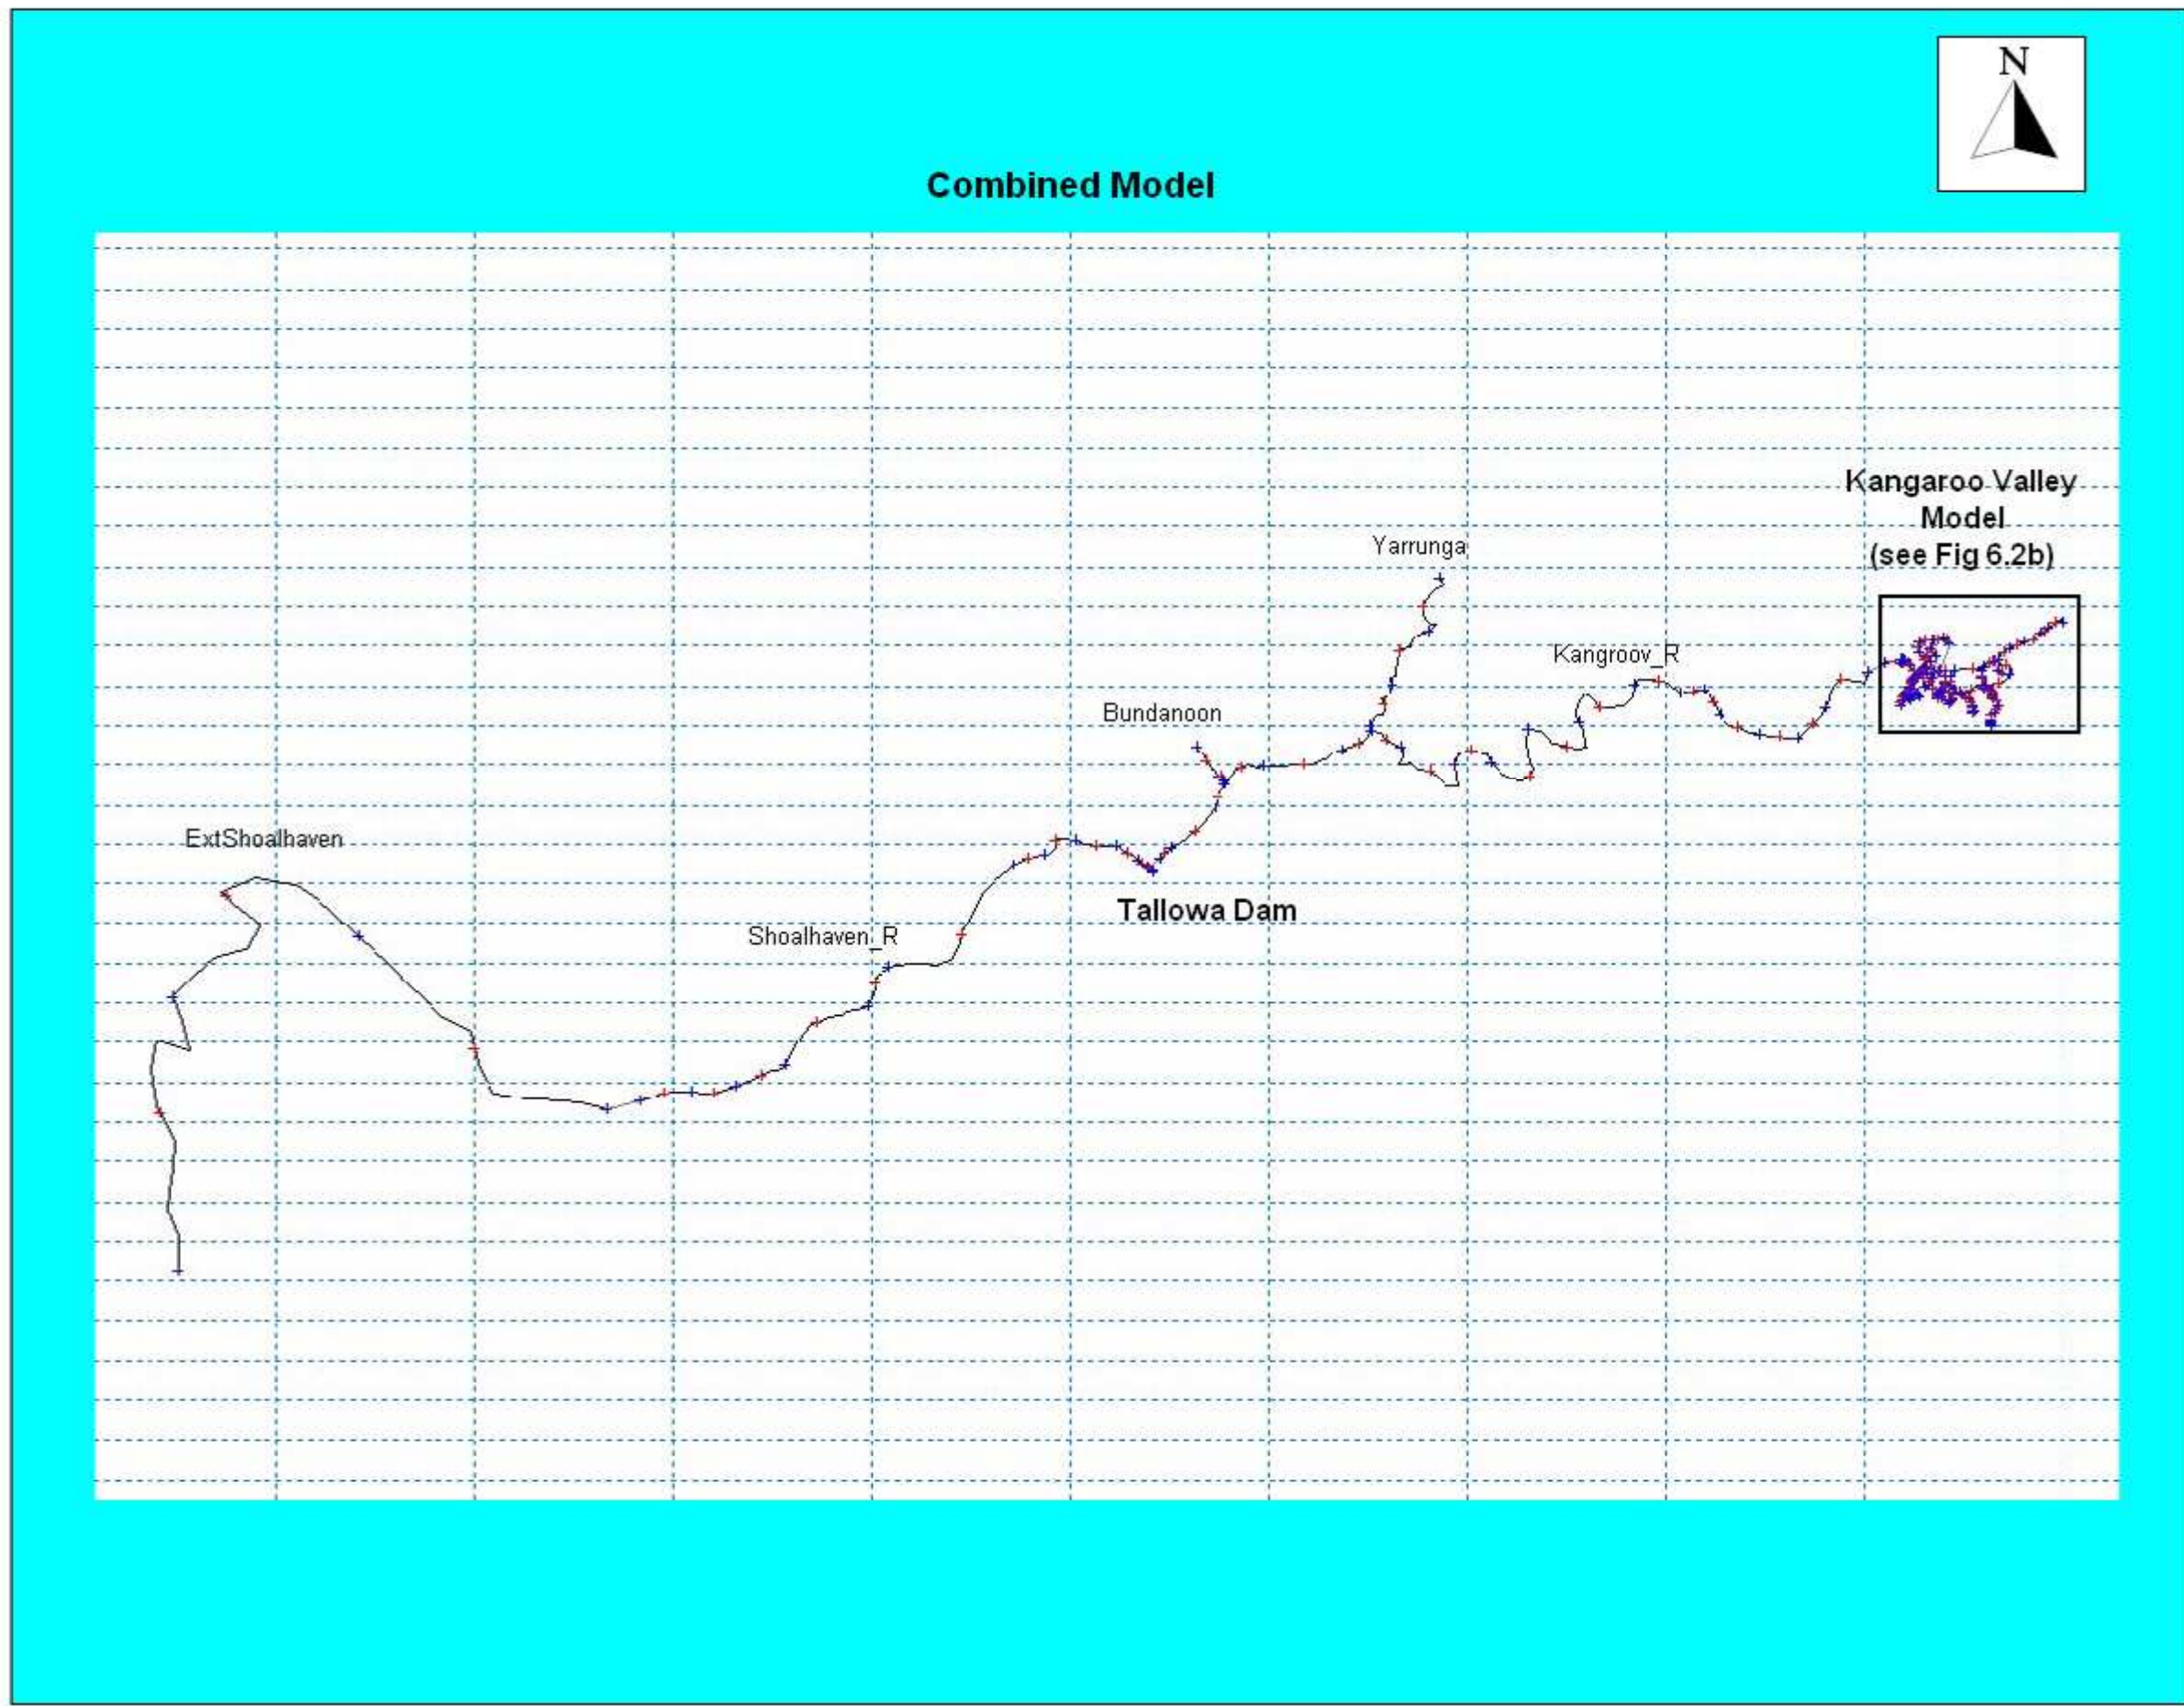 N
Combined Model
Kangaroo Valley
Model
(see Fig 6.2b)
Yarrunga
Kangroov_R
Bundanoon
ExtShoalhaven
Tallowa Dam
Shoalhaven_R